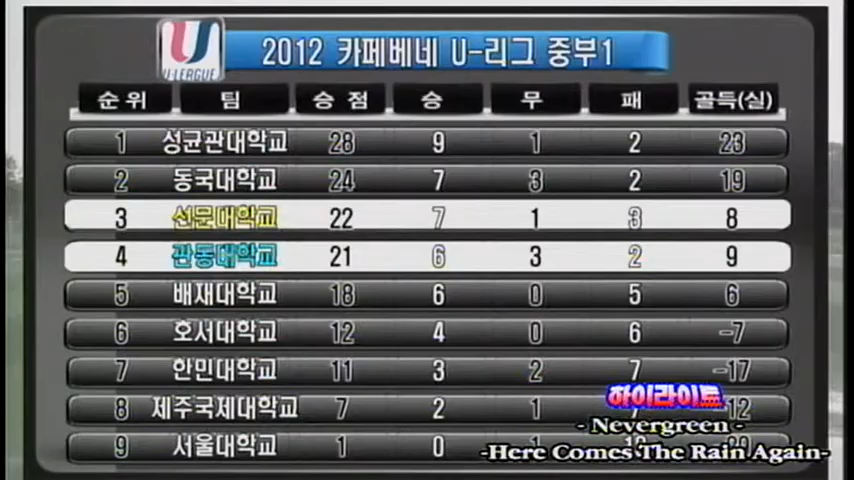 U-LEAGUE
2012 카페베네 U-리그 중부1
순위 팀 승점 승 무 패 골득(실)
1 성균관대학교 28 9 1 2 23
2 동국대학교 24 7 3 2 19
3 선문대학교 22 7 1 3 8
4 관동대학교 21 6 3 2 9
5 배재대학교 18 6 0 5 6
6 호서대학교 12 4 0 6 -7
7 한민대학교 11 3 2 7 -17
8 제주국제대학교 7 2 1
9 서울대학교 1 0 1
하이라이트
- Nevergreen -
-Here Comes The Rain Again-